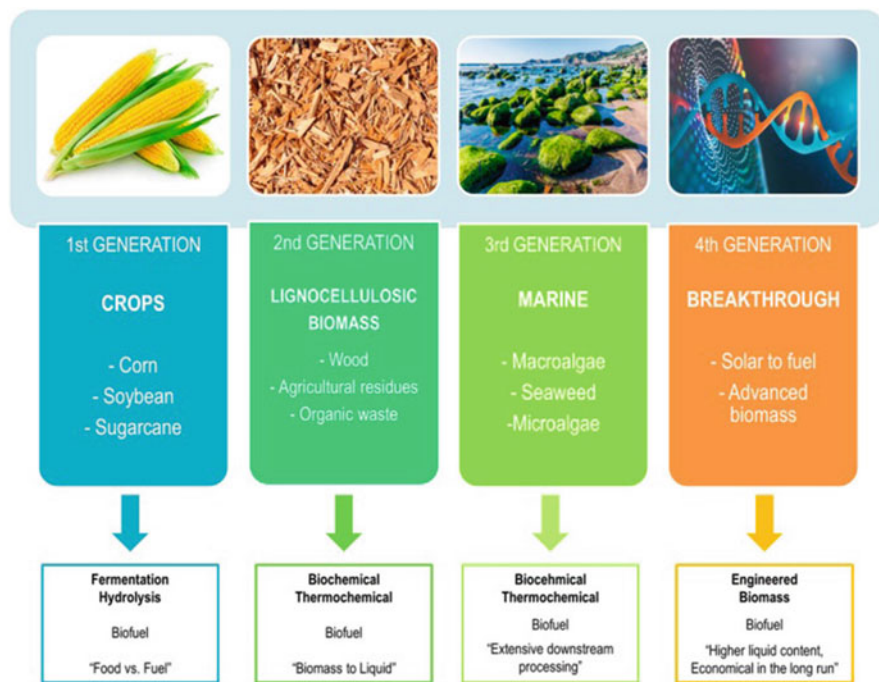 1st GENERATION
CROPS
- Corn
- Soybean
- Sugarcane
Fermentation
Hydrolysis
Biofuel
“Food vs. Fuel”
2nd GENERATION
LIGNOCELLULOSIC
BIOMASS
- Wood
- Agricultural residues
- Organic waste
Biochemical
Thermochemical
Biofuel
“Biomass to Liquid”
3rd GENERATION
MARINE
- Macroalgae
- Seaweed
-Microalgae
Biocehmical
Thermochemical
Biofuel
“Extensive downstream
processing”
4th GENERATION
BREAKTHROUGH
- Solar to fuel
- Advanced
biomass
Engineered
Biomass
Biofuel
“Higher liquid content,
Economical in the long run”